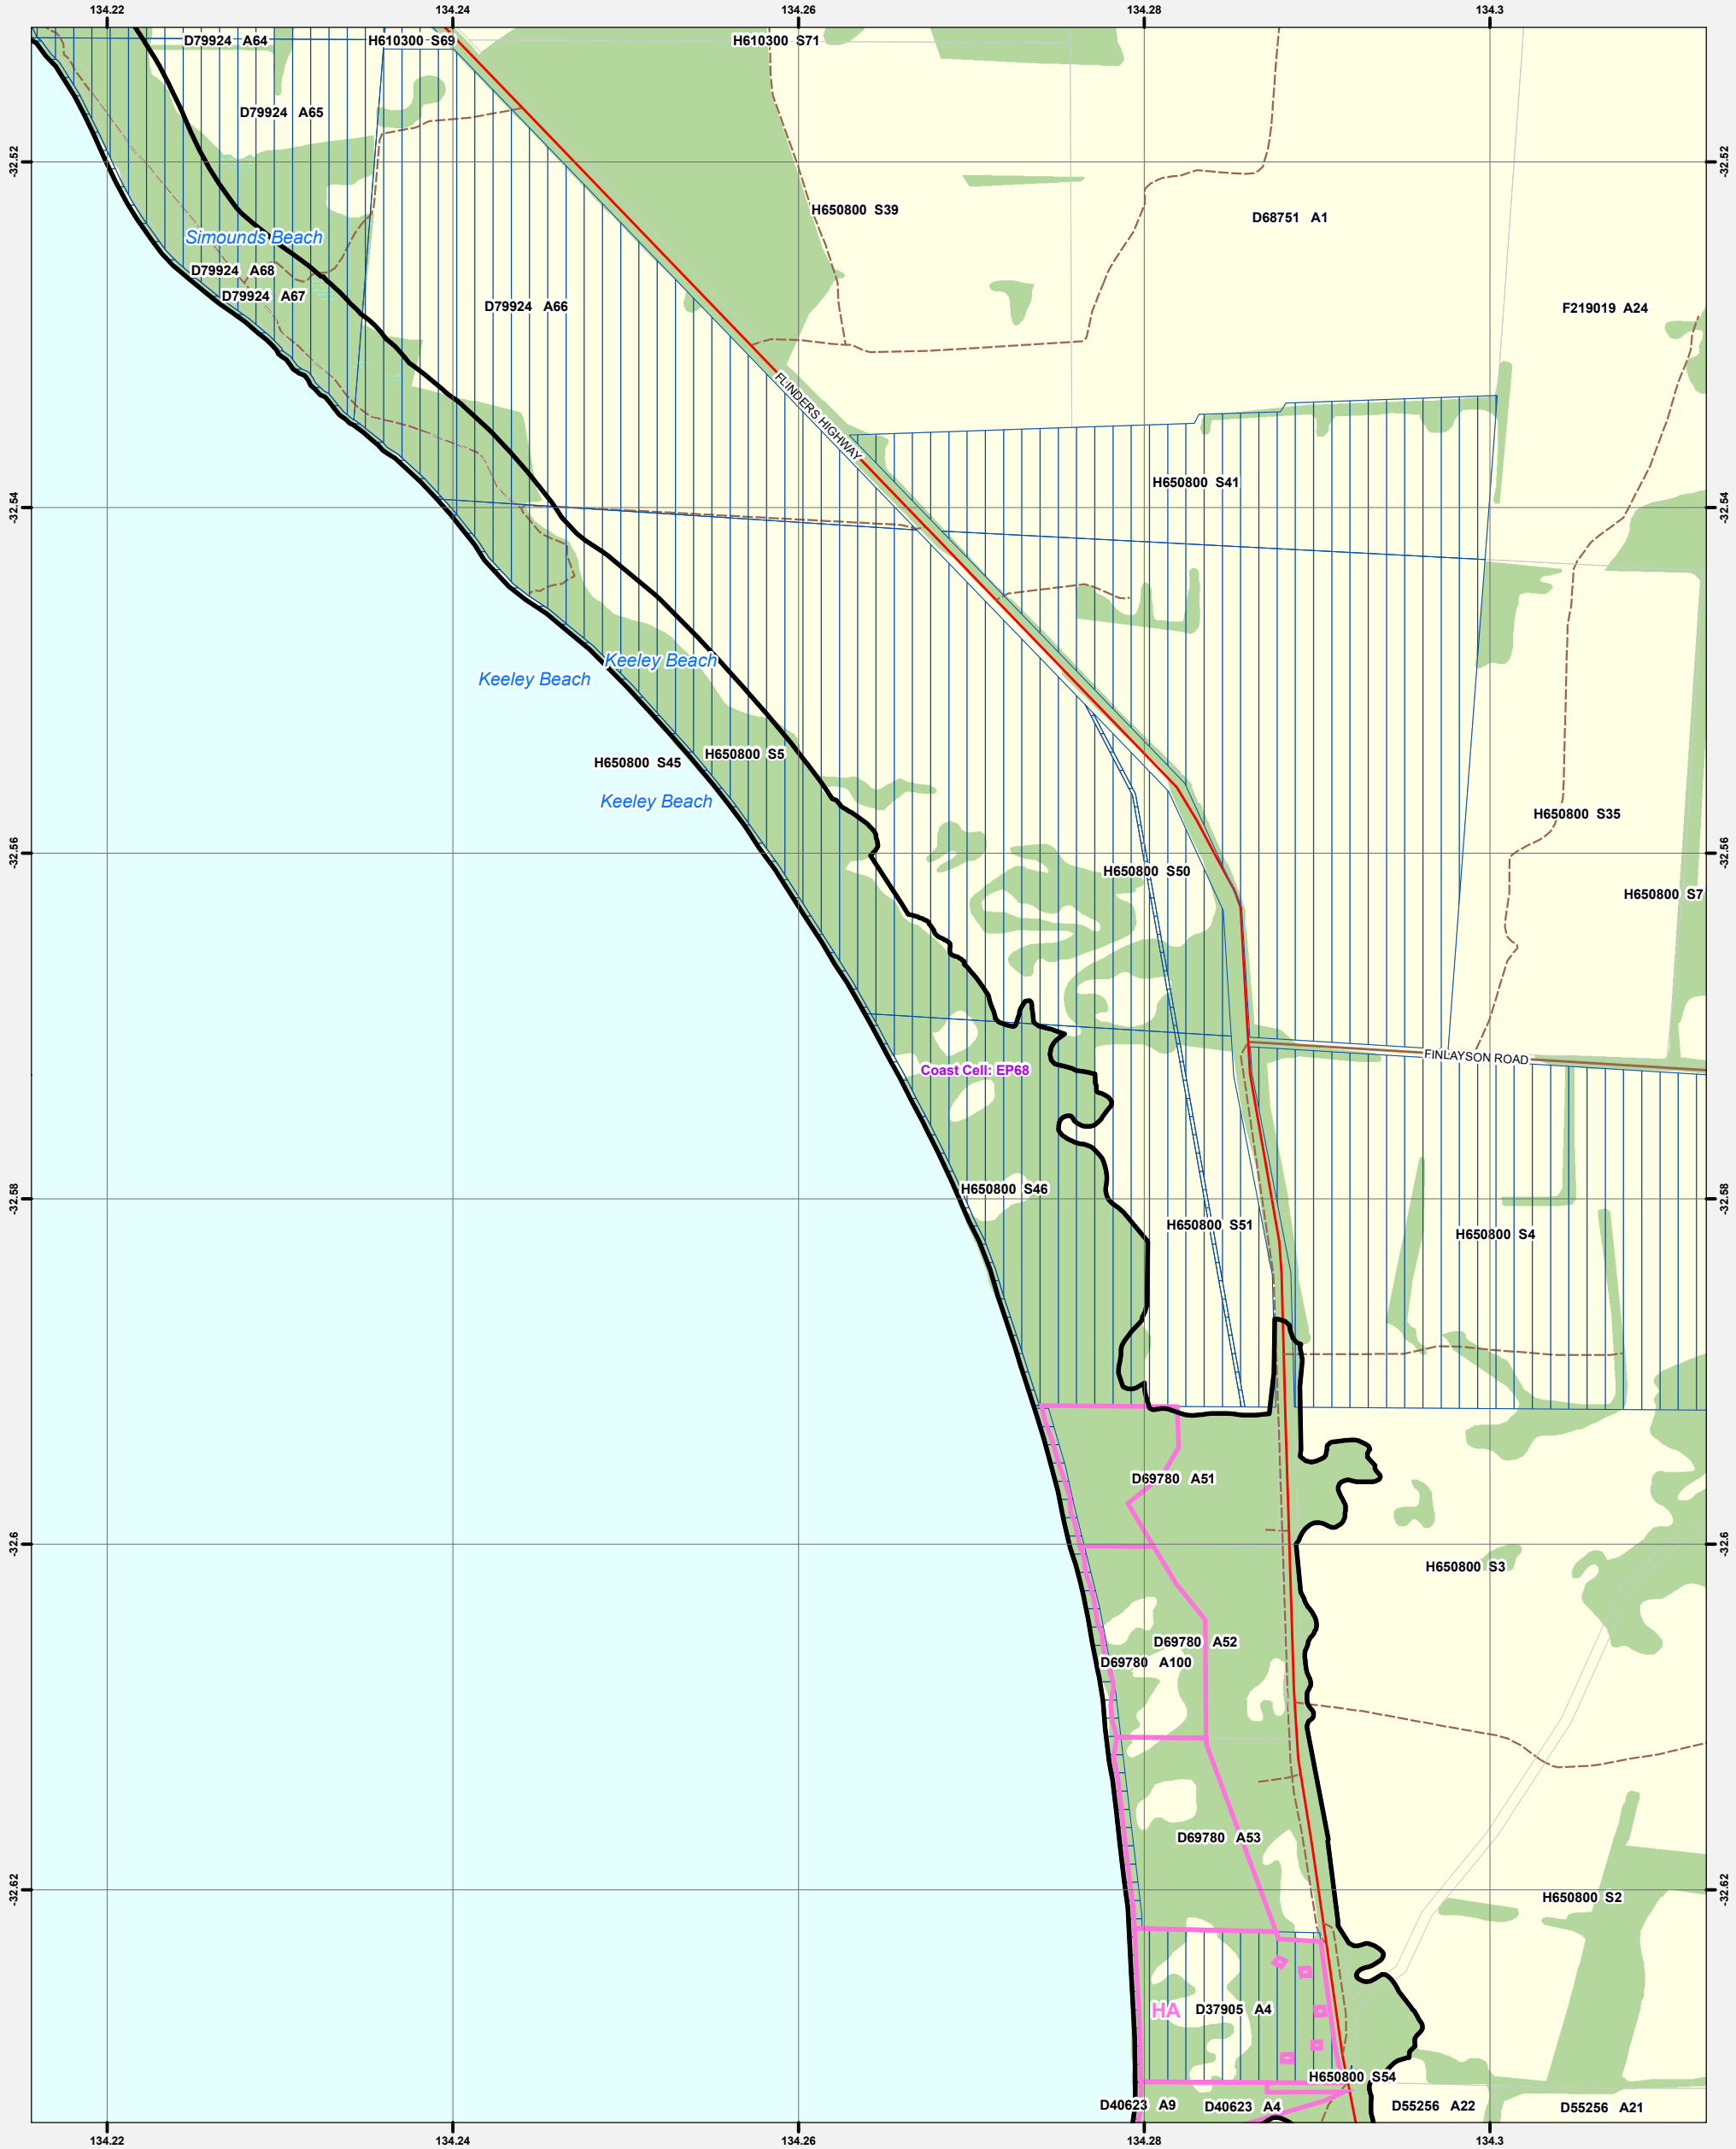 134.22 134.24 134.26 134.28 134.3
D79924 A64
H610300 S69
H610300 S71
D79924 A65
-32.52 -32.52
H650800 S39
D68751 A1
Simounds Beach
D79924 A68
D79924 A67
D79924 A66
F219019 A24
FLINDERS HIGHWAY
H650800 S41
-32.54 -32.54
Keeley Beach
Keeley Beach
H650800 S5
H650800 S45
Keeley Beach
H650800 S35
-32.56 -32.56
H650800 S50
H650800 S7
FINLAYSON ROAD
Coast Cell: EP68
H650800 S46
-32.58 -32.58
H650800 S51
H650800 S4
D69780 A51
-32.6 -32.6
H650800 S3
D69780 A52
D69780 A100
D69780 A53
-32.62 -32.62
H650800 S2
HA
D37905 A4
H650800 S54
D40623 A9
D40623 A4
D55256 A22
D55256 A21
134.22 134.24 134.26 134.28 134.3